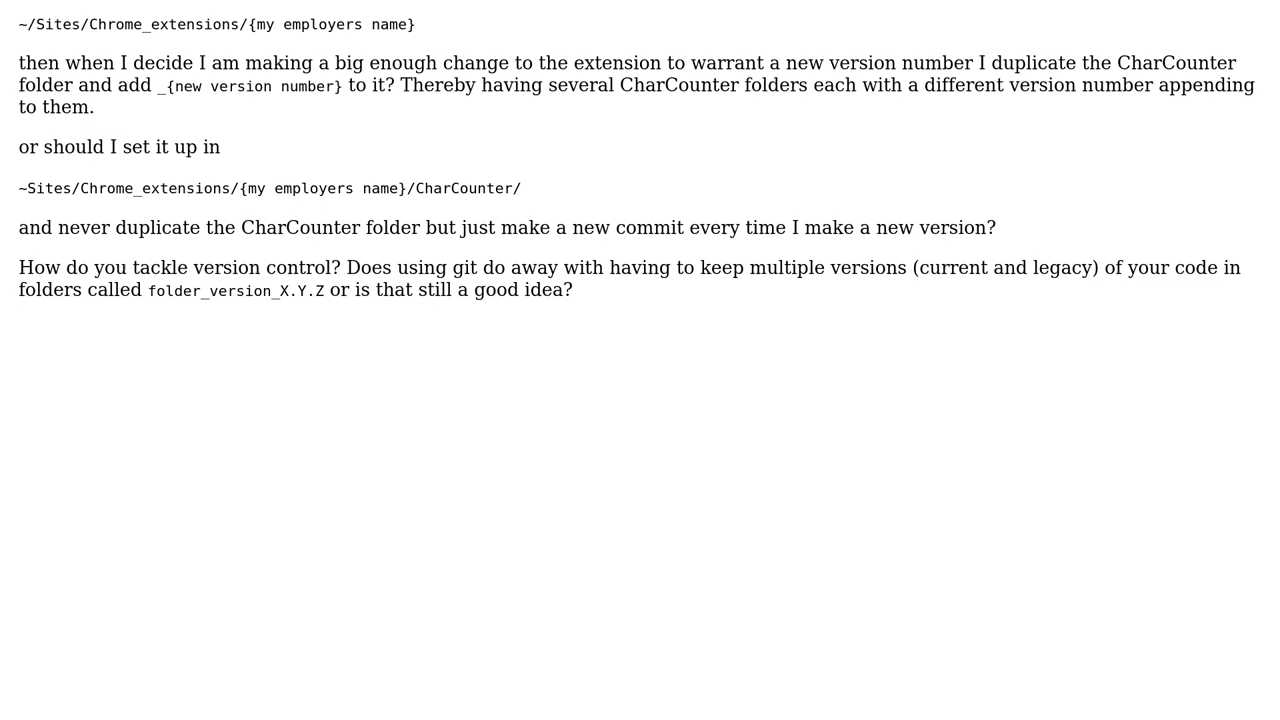 ~/Sites/Chrome_extensions/{my employers name}
then when I decide I am making a big enough change to the extension to warrant a new version number I duplicate the CharCounter
folder and add _{new version number} to it? Thereby having several CharCounter folders each with a different version number appending
to them.
or should I set it up in
~Sites/Chrome_extensions/{my employers name}/CharCounter/
and never duplicate the CharCounter folder but just make a new commit every time I make a new version?
How do you tackle version control? Does using git do away with having to keep multiple versions (current and legacy) of your code in
folders called folder_version_X.Y.Z or is that still a good idea?